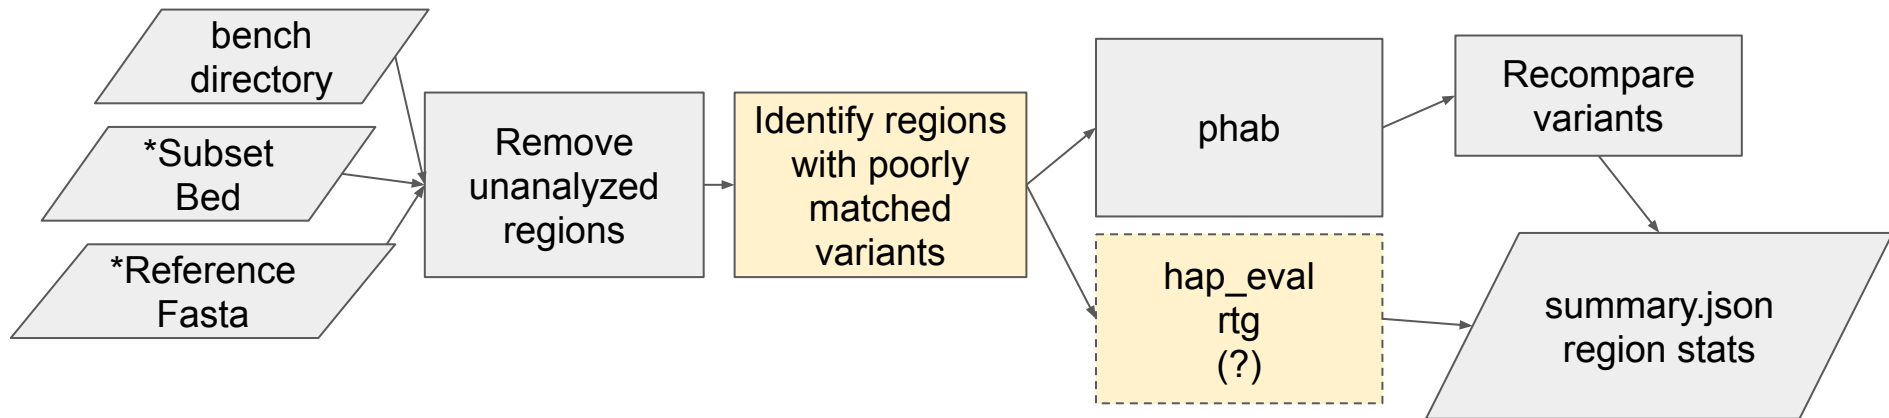 bench
directory
*Subset
Bed
*Reference
Fasta
Remove
unanalyzed
regions
Identify regions
with poorly
matched
variants
phab
hap_eval
rtg
(?)
Recompare
variants
summary.json
region stats